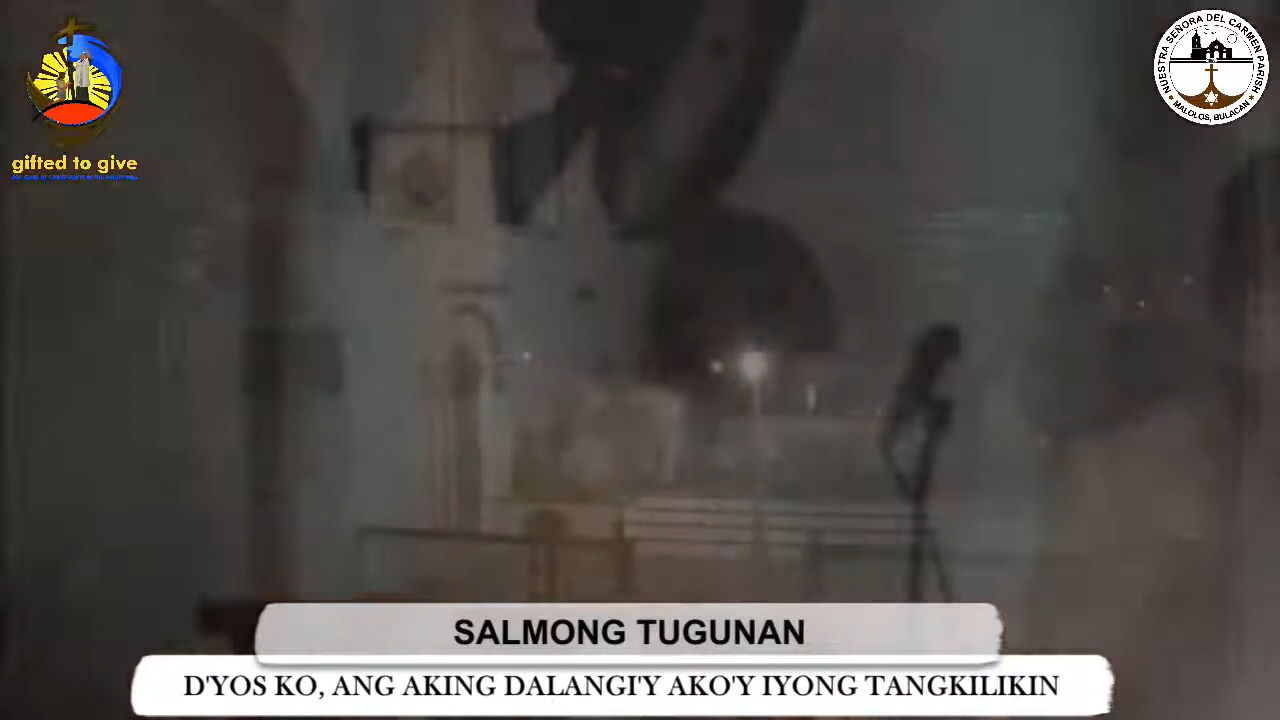 gifted to give
NUESTRA SEÑORA DEL CARMEN PARISH
MALOLOS, BULACAN
SALMONG TUGUNAN
D'YOS KO, ANG AKING DALANGI'Y AKO'Y IYONG TANGKILIKIN